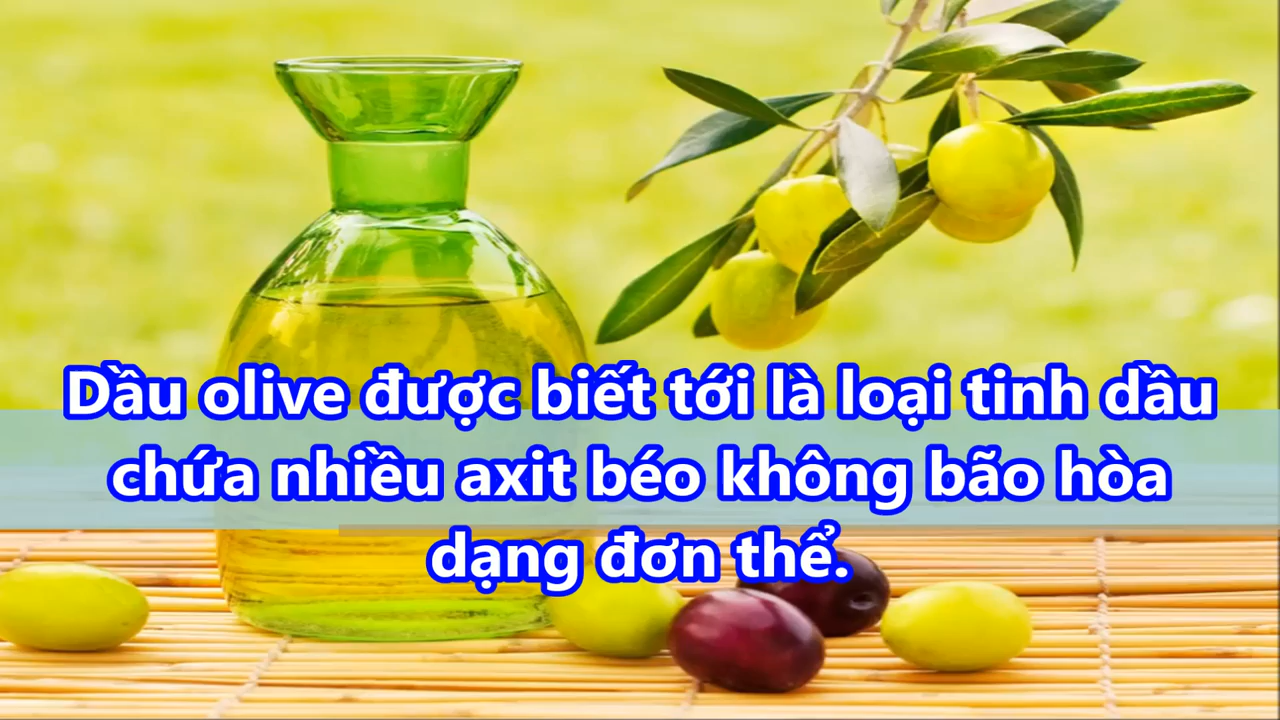 Dầu olive được biết tới là loại tinh dầu
chứa nhiều axit béo không bão hòa
dạng đơn thể.